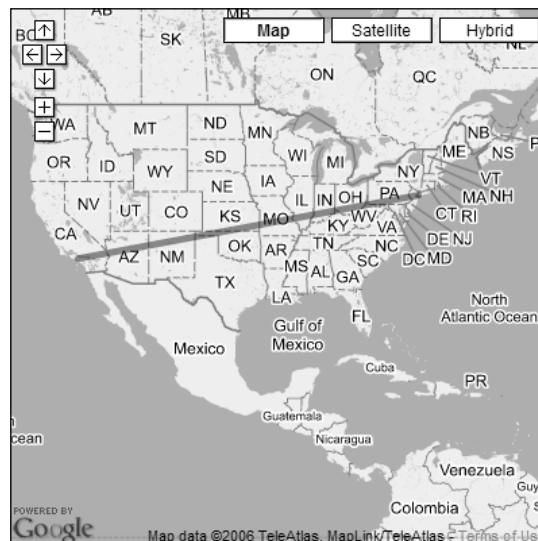 AB
MB
BC
SK
Map
Satellite
Hybrid
NL
ON
QC
WA
MT
ND
MN
NB
ME
NS
OR
ID
SD
WI
MI
NY
VT
WY
NE
IA
MA NH
NV
UT
CO
IL
IN
OH
PA
CT RI
KS
MO
KY
WV
VA
CA
DE NJ
AZ
NM
OK
AR
TN
NC
DC MD
SC
TX
MS
AL
GA
LA
FL
North
Atlantic Ocean
Gulf of
Mexico
Mexico
Cuba
PR
Guatemala
Nicaragua
cean
Venezuela
Guy
Colombia
POWERED BY
Google
Map data ©2006 TeleAtlas, MapLink/TeleAtlas - Terms of Us